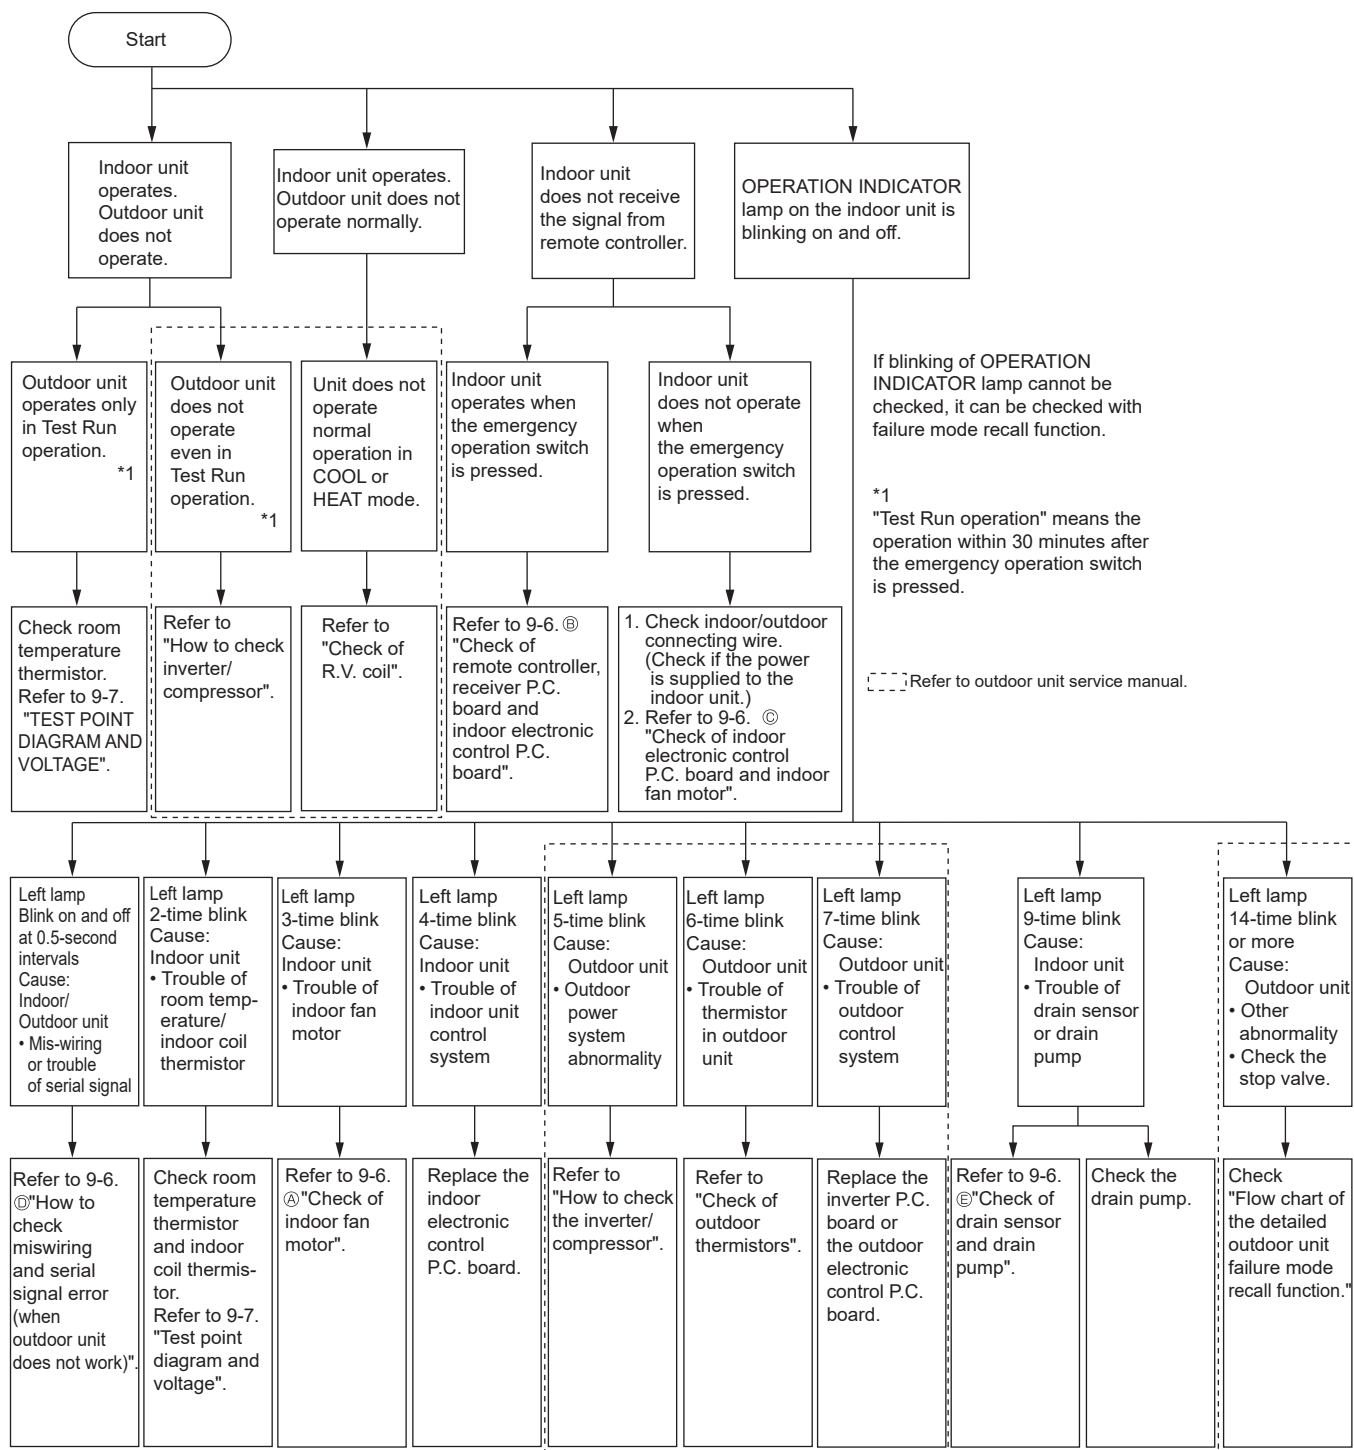 Start
Indoor unit
operates.
Outdoor unit
does not
operate.
Indoor unit operates.
Outdoor unit does not
operate normally.
Indoor unit
does not receive
the signal from
remote controller.
OPERATION INDICATOR
lamp on the indoor unit is
blinking on and off.
Outdoor unit
operates only
in Test Run
operation.
*1
Outdoor unit
does not
operate
even in
Test Run
operation.
*1
Unit does not
operate
normal
operation in
COOL or
HEAT mode.
Indoor unit
operates when
the emergency
operation switch
is pressed.
Indoor unit
does not operate
when
the emergency
operation switch
is pressed.
If blinking of OPERATION
INDICATOR lamp cannot be
checked, it can be checked with
failure mode recall function.
*1
"Test Run operation" means the
operation within 30 minutes after
the emergency operation switch
is pressed.
Check room
temperature
thermistor.
Refer to 9-7.
"TEST POINT
DIAGRAM AND
VOLTAGE".
Refer to
"How to check
inverter/
compressor".
Refer to
"Check of
R.V. coil".
Refer to 9-6. Ⓑ
"Check of
remote controller,
receiver P.C.
board and
indoor electronic
control P.C.
board".
1. Check indoor/outdoor
connecting wire.
(Check if the power
is supplied to the
indoor unit.)
2. Refer to 9-6. Ⓒ
"Check of indoor
electronic control
P.C. board and indoor
fan motor".
Refer to outdoor unit service manual.
Left lamp
Blink on and off
at 0.5-second
intervals
Cause:
Indoor/
Outdoor unit
• Mis-wiring
or trouble
of serial signal
Left lamp
2-time blink
Cause:
Indoor unit
• Trouble of
room temp-
erature/
indoor coil
thermistor
Left lamp
3-time blink
Cause:
Indoor unit
• Trouble of
indoor fan
motor
Left lamp
4-time blink
Cause:
Indoor unit
• Trouble of
indoor unit
control
system
Left lamp
5-time blink
Cause:
Outdoor unit
• Outdoor
power
system
abnormality
Left lamp
6-time blink
Cause:
Outdoor unit
• Trouble of
thermistor
in outdoor
unit
Left lamp
7-time blink
Cause:
Outdoor unit
• Trouble of
outdoor
control
system
Left lamp
9-time blink
Cause:
Indoor unit
• Trouble of
drain sensor
or drain
pump
Left lamp
14-time blink
or more
Cause:
Outdoor unit
• Other
abnormality
• Check the
stop valve.
Refer to 9-6.
Ⓓ"How to
check
miswiring
and serial
signal error
(when
outdoor unit
does not work)".
Check room
temperature
thermistor
and indoor
coil thermis-
tor.
Refer to 9-7.
"Test point
diagram and
voltage".
Refer to 9-6.
Ⓐ"Check of
indoor fan
motor".
Replace the
indoor
electronic
control
P.C. board.
Refer to
"How to check
the inverter/
compressor".
Refer to
"Check of
outdoor
thermistors".
Replace the
inverter P.C.
board or
the outdoor
electronic
control P.C.
board.
Refer to 9-6.
Ⓔ"Check of
drain sensor
and drain
pump".
Check the
drain pump.
Check
"Flow chart of
the detailed
outdoor unit
failure mode
recall function."